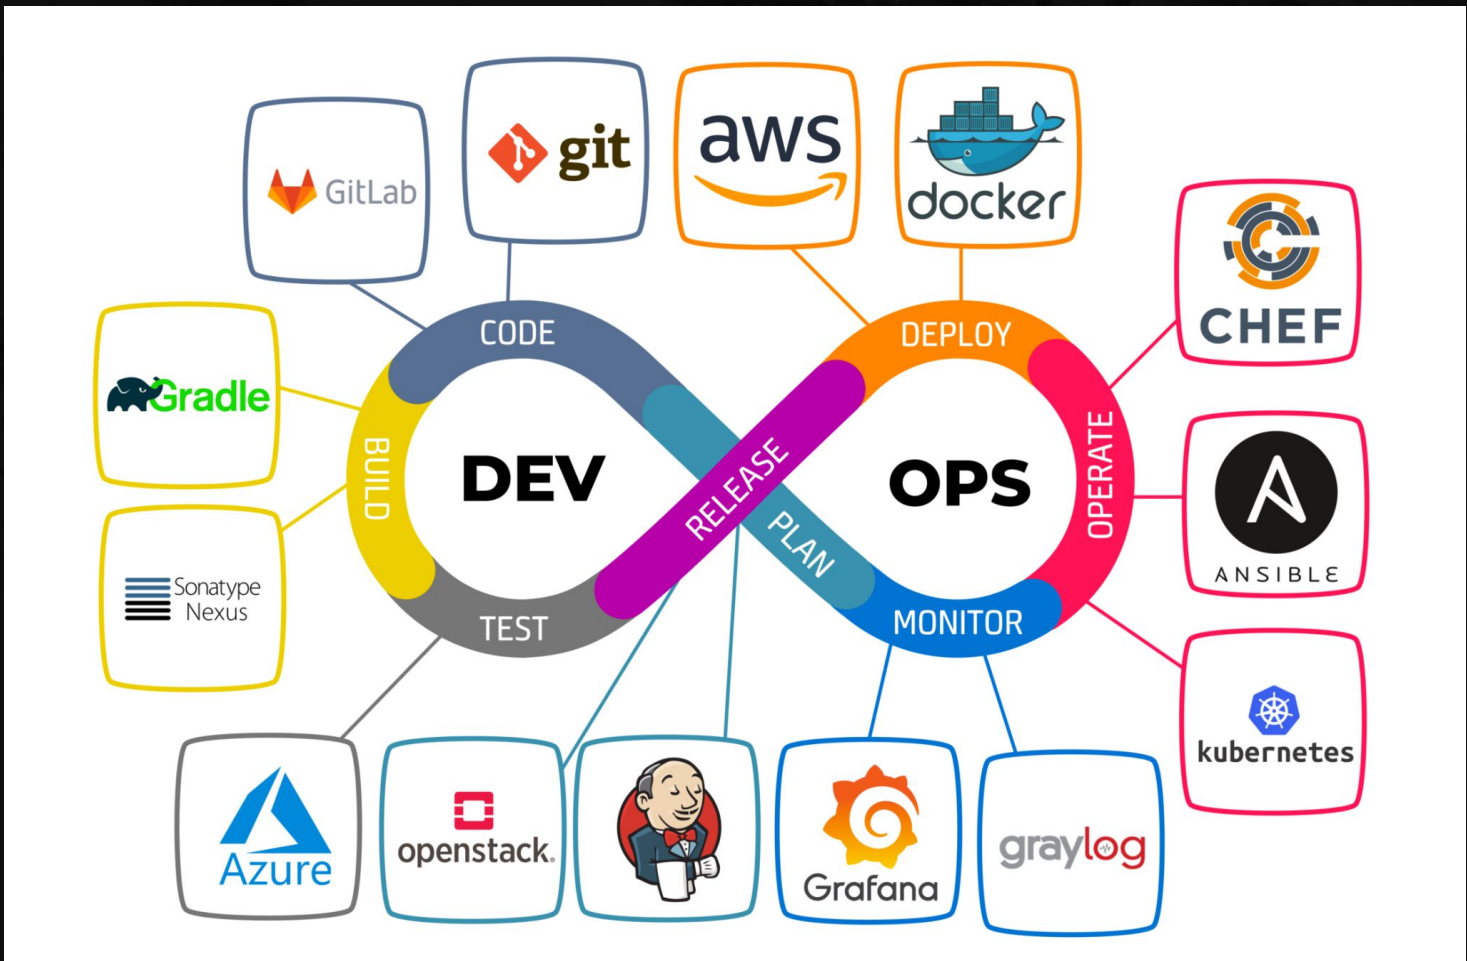 GitLab
git
aws
docker
CHEF
Gradle
Sonatype
Nexus
CODE
DEPLOY
BUILD
DEV
RELEASE
PLAN
OPS
OPERATE
TEST
MONITOR
ANSIBLE
kubernetes
Azure
openstack.
Grafana
graylog